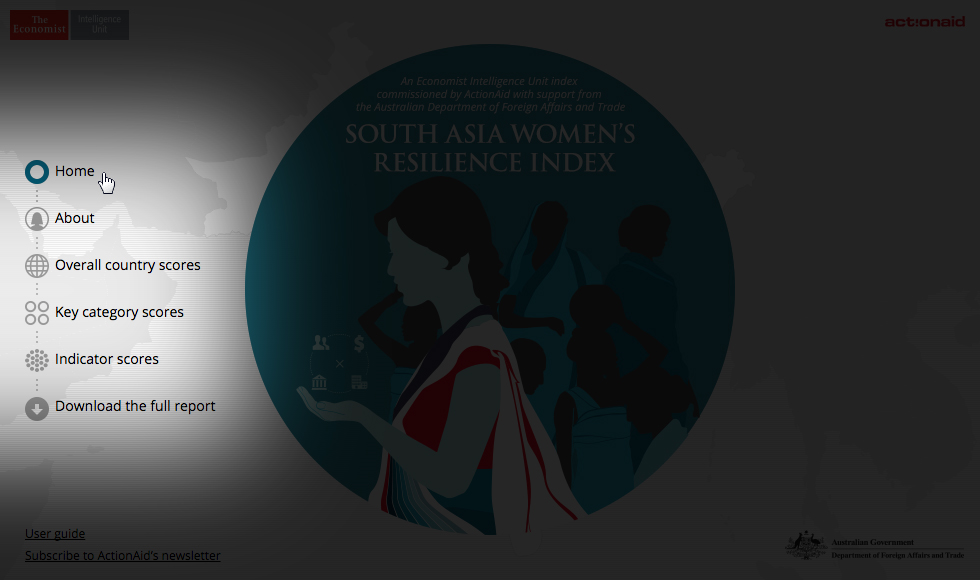 The
Economist
Intelligence
Unit
act!onaid
An Economist Intelligence Unit index
commissioned by ActionAid with support from
the Australian Department of Foreign Affairs and Trade
SOUTH ASIA WOMEN'S
RESILIENCE INDEX
Home
About
Overall country scores
Key category scores
Indicator scores
Download the full report
User guide
Subscribe to ActionAid's newsletter
Australian Government
Department of Foreign Affairs and Trade